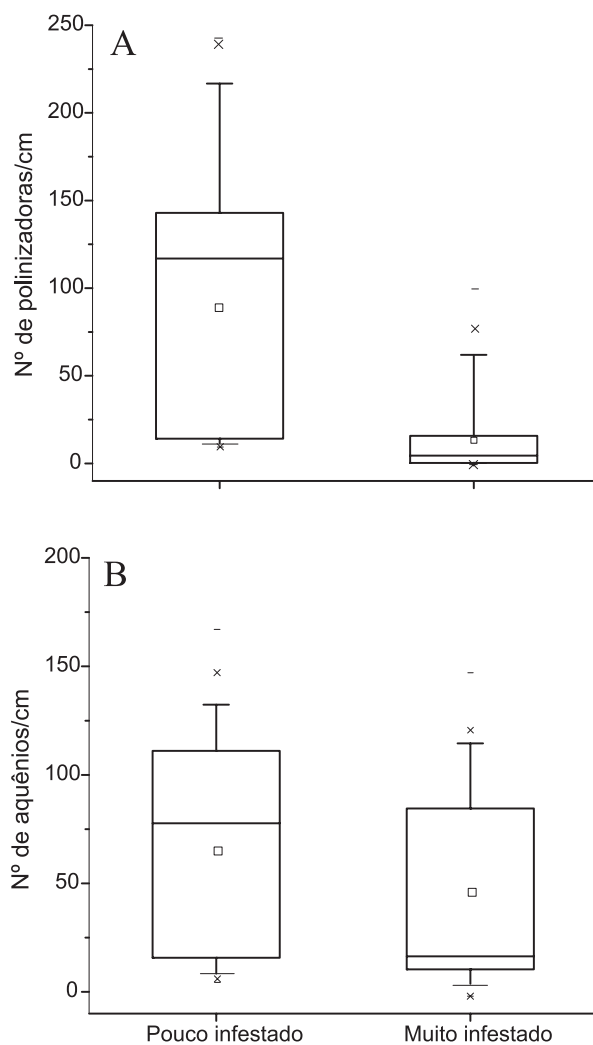 A
250
200
150
100
50
0
Nº de polinizadoras/cm
B
200
150
100
50
0
Nº de aquênios/cm
Pouco infestado
Muito infestado